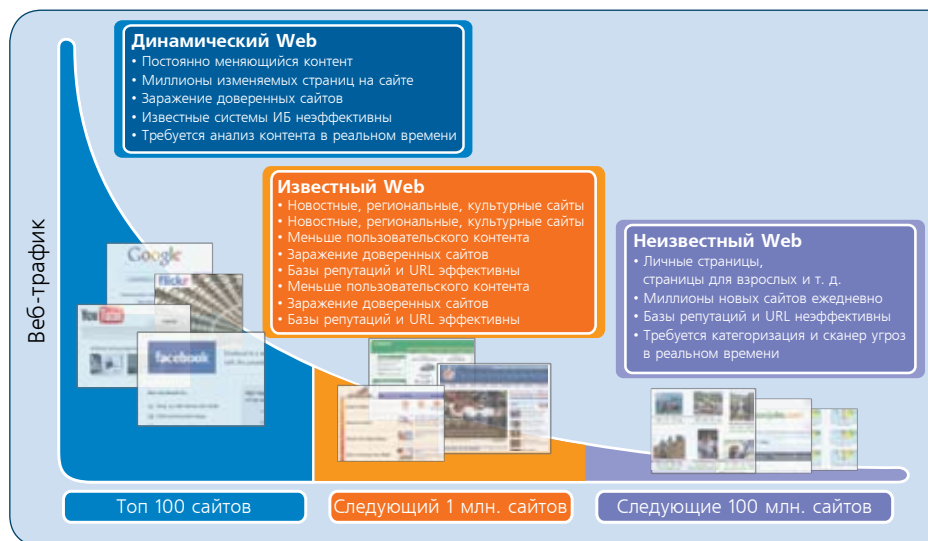 Динамический Web
• Постоянно меняющийся контент
• Миллионы изменяемых страниц на сайте
• Заражение доверенных сайтов
• Известные системы ИБ неэффективны
• Требуется анализ контента в реальном времени
Известный Web
• Новостные, региональные, культурные сайты
• Новостные, региональные, культурные сайты
• Меньше пользовательского контента
• Заражение доверенных сайтов
• Базы репутаций и URL эффективны
• Меньше пользовательского контента
• Заражение доверенных сайтов
• Базы репутаций и URL эффективны
Неизвестный Web
• Личные страницы,
страницы для взрослых и т. д.
• Миллионы новых сайтов ежедневно
• Базы репутаций и URL неэффективны
• Требуется категоризация и сканер угроз
в реальном времени
Веб-трафик
Google
flickr
You Tube
facebook
Топ 100 сайтов
Следующий 1 млн. сайтов
Следующие 100 млн. сайтов